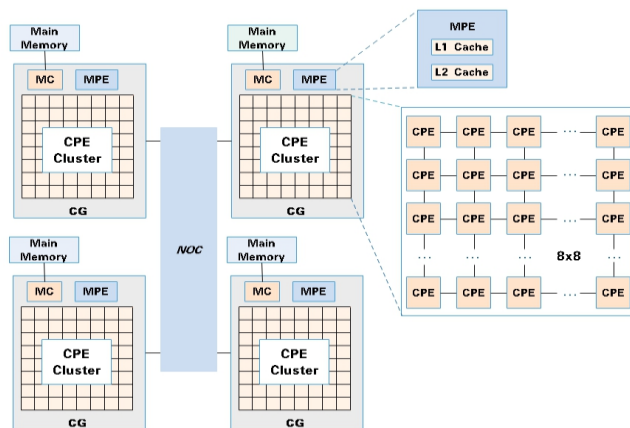 Main
Memory
MC
MPE
CPE
Cluster
CG
Main
Memory
MC
MPE
CPE
Cluster
CG
MPE
L1 Cache
L2 Cache
CPE CPE CPE ··· CPE
CPE CPE CPE ··· CPE
CPE CPE CPE ··· CPE
··· ··· ··· 8x8 ···
CPE CPE CPE ··· CPE
NOC
Main
Memory
MC
MPE
CPE
Cluster
CG
Main
Memory
MC
MPE
CPE
Cluster
CG